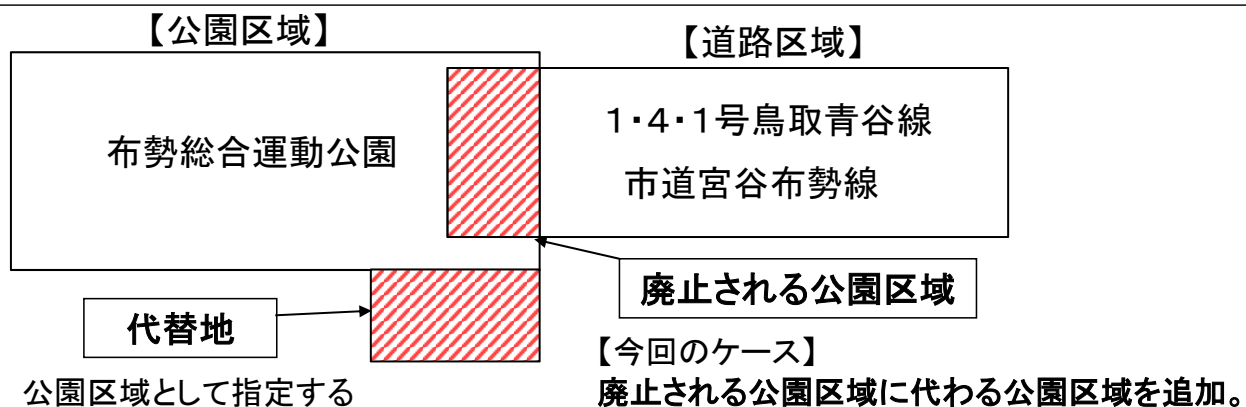 【公園区域】
【道路区域】
布勢総合運動公園
1・4・1号鳥取青谷線
市道宮谷布勢線
廃止される公園区域
代替地
公園区域として指定する
【今回のケース】
廃止される公園区域に代わる公園区域を追加。